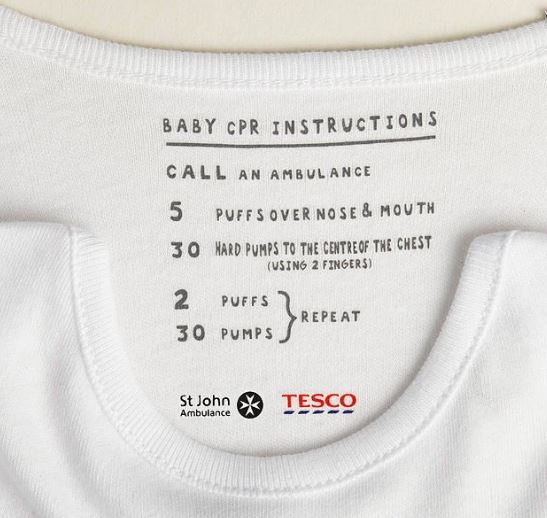 BABY CPR INSTRUCTIONS
CALL AN AMBULANCE
5 PUFFS OVER NOSE & MOUTH
30 HARD PUMPS TO THE CENTRE OF THE CHEST
(USING 2 FINGERS)
2 PUFFS
30 PUMPS
} REPEAT
St John
Ambulance
TESCO